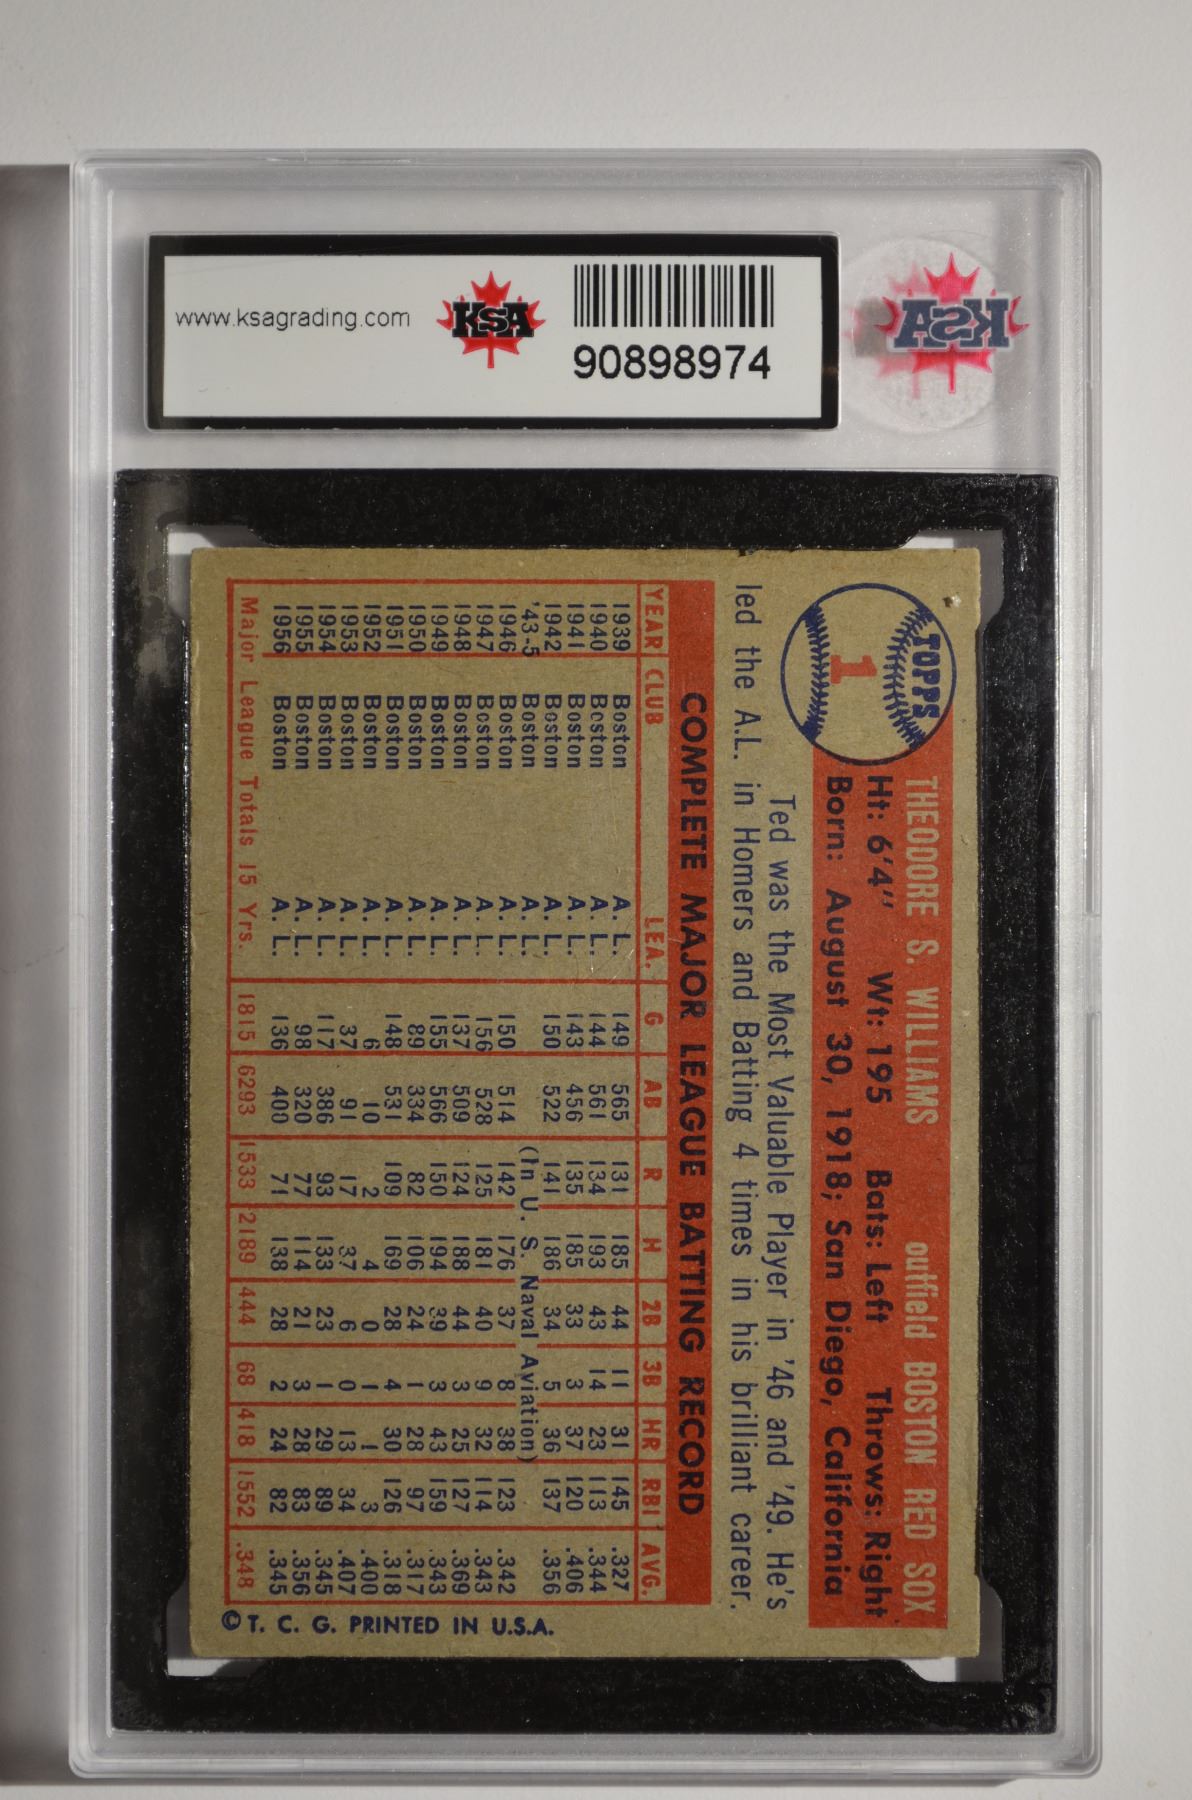 www.ksagrading.com
KSA
90898974
KSA
TOPPS
1
THEODORE S. WILLIAMS outfield BOSTON RED SOX
Ht: 6'4" Wt: 195 Bats: Left Throws: Right
Born: August 30, 1918; San Diego, California
Ted was the Most Valuable Player in '46 and '49. He's
led the A.L. in Homers and Batting 4 times in his brilliant career.
COMPLETE MAJOR LEAGUE BATTING RECORD
YEAR CLUB LEA. G AB R H 2B 3B HR RBI AVG.
1939 Boston A. L. 149 565 131 185 44 11 31 145 .327
1940 Boston A. L. 144 561 134 193 43 14 23 113 .344
1941 Boston A. L. 143 456 135 185 33 3 37 120 .406
1942 Boston A. L. 150 522 141 186 34 5 36 137 .356
'43-5 Boston A. L. (In U. S. Naval Aviation)
1946 Boston A. L. 150 514 142 176 37 8 38 123 .342
1947 Boston A. L. 156 528 125 181 40 9 32 114 .343
1948 Boston A. L. 137 509 124 188 44 3 25 127 .369
1949 Boston A. L. 155 566 150 194 39 3 43 159 .343
1950 Boston A. L. 89 334 82 106 24 1 28 97 .317
1951 Boston A. L. 148 531 109 169 28 4 30 126 .318
1952 Boston A. L. 6 10 2 4 0 1 1 3 .400
1953 Boston A. L. 37 91 17 37 6 0 13 34 .407
1954 Boston A. L. 117 386 93 133 23 1 29 89 .345
1955 Boston A. L. 98 320 77 114 21 3 28 83 .356
1956 Boston A. L. 136 400 71 138 28 2 24 82 .345
Major League Totals 15 Yrs. 1815 6293 1533 2189 444 68 418 1552 .348
© T. C. G. PRINTED IN U.S.A.